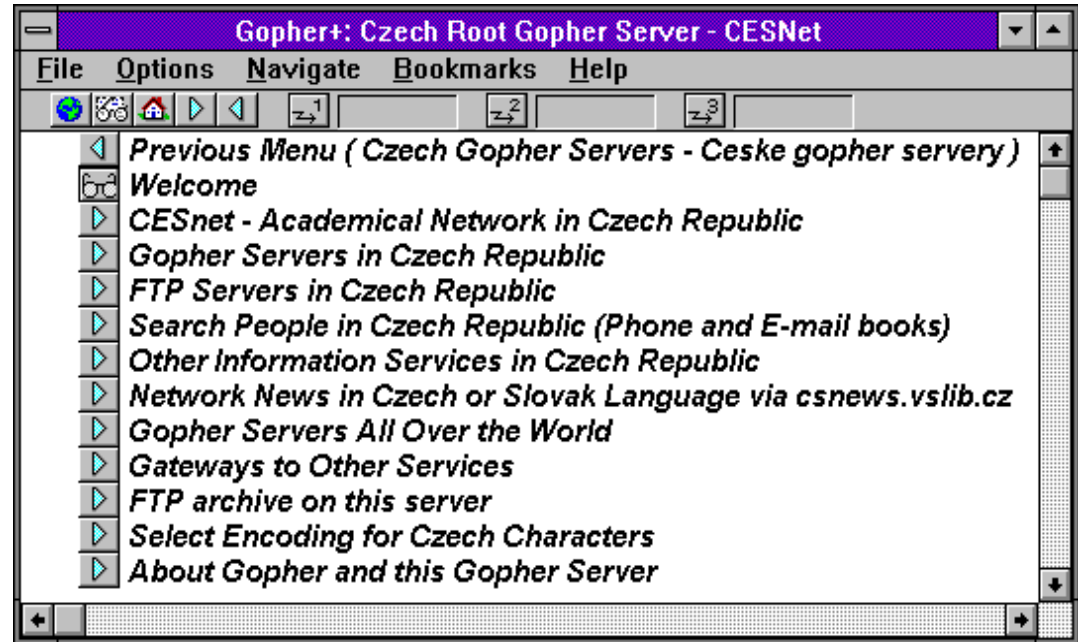 Gopher+: Czech Root Gopher Server - CESNet
File Options Navigate Bookmarks Help
1 2 3
Previous Menu ( Czech Gopher Servers - Ceske gopher servery )
Welcome
CESnet - Academical Network in Czech Republic
Gopher Servers in Czech Republic
FTP Servers in Czech Republic
Search People in Czech Republic (Phone and E-mail books)
Other Information Services in Czech Republic
Network News in Czech or Slovak Language via csnews.vslib.cz
Gopher Servers All Over the World
Gateways to Other Services
FTP archive on this server
Select Encoding for Czech Characters
About Gopher and this Gopher Server